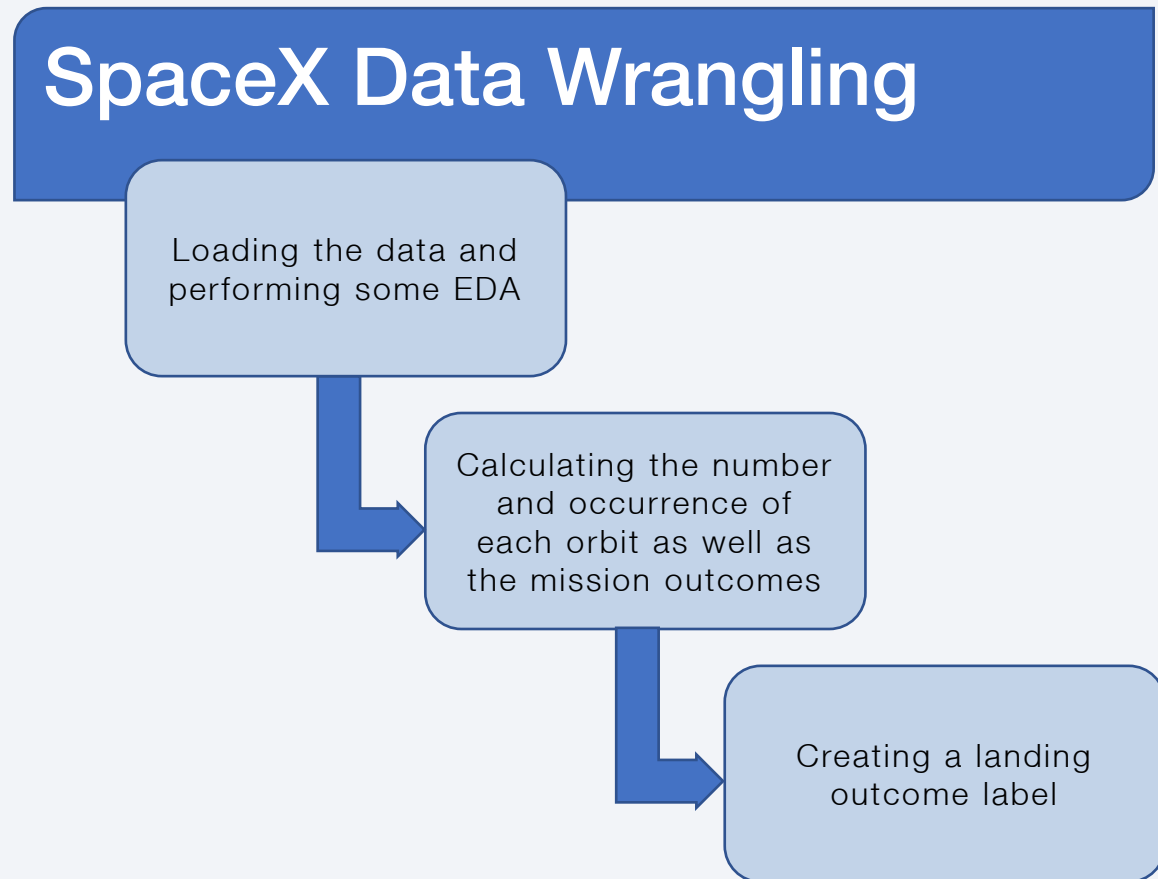 SpaceX Data Wrangling
Loading the data and
performing some EDA
Calculating the number
and occurrence of
each orbit as well as
the mission outcomes
Creating a landing
outcome label